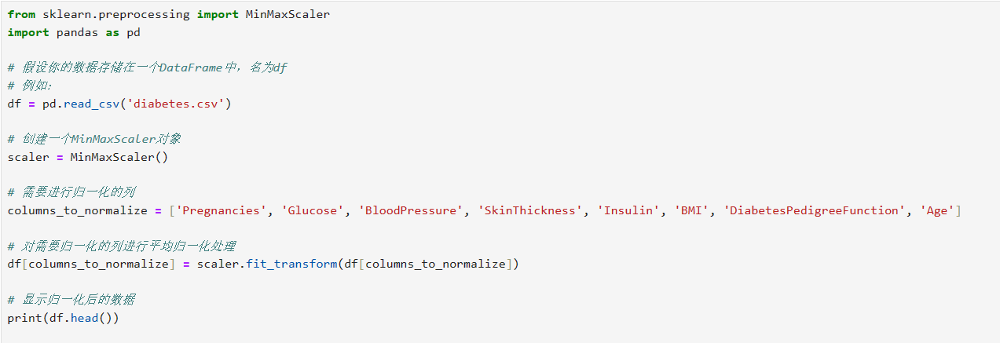 from sklearn.preprocessing import MinMaxScaler
import pandas as pd
# 假设你的数据存储在一个DataFrame中，名为df
# 例如：
df = pd.read_csv('diabetes.csv')
# 创建一个MinMaxScaler对象
scaler = MinMaxScaler()
# 需要进行归一化的列
columns_to_normalize = ['Pregnancies', 'Glucose', 'BloodPressure', 'SkinThickness', 'Insulin', 'BMI', 'DiabetesPedigreeFunction', 'Age']
# 对需要归一化的列进行平均归一化处理
df[columns_to_normalize] = scaler.fit_transform(df[columns_to_normalize])
# 显示归一化后的数据
print(df.head())